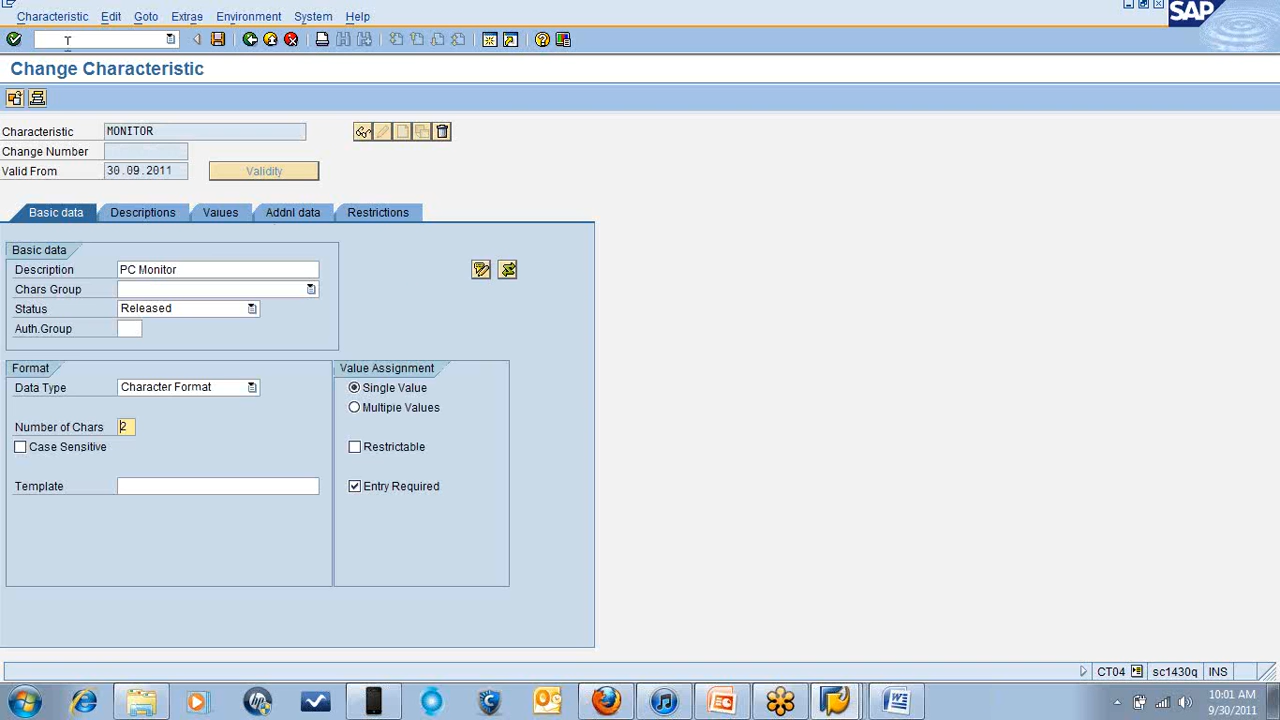 Characteristic Edit Goto Extras Environment System Help
SAP
Change Characteristic
Characteristic MONITOR
Change Number
Valid From 30.09.2011 Validity
Basic data Descriptions Values Addnl data Restrictions
Basic data
Description PC Monitor
Chars Group
Status Released
Auth.Group
Format Value Assignment
Data Type Character Format Single Value
Multiple Values
Number of Chars 2
Case Sensitive Restrictable
Template Entry Required
CT04 sc1430q INS
10:01 AM
9/30/2011